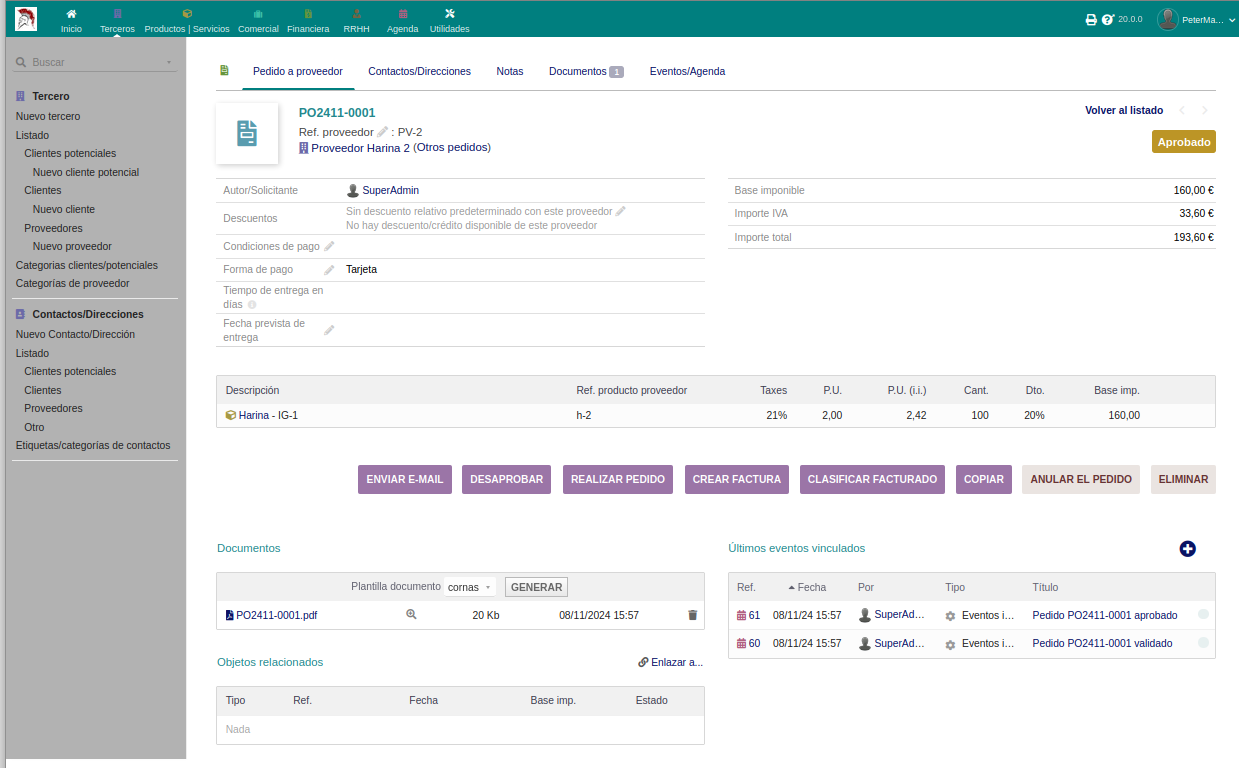 Inicio
Terceros
Productos | Servicios
Comercial
Financiera
RRHH
Agenda
Utilidades
20.0.0
PeterMa...
Buscar
Tercero
Nuevo tercero
Listado
Clientes potenciales
Nuevo cliente potencial
Clientes
Nuevo cliente
Proveedores
Nuevo proveedor
Categorias clientes/potenciales
Categorías de proveedor
Contactos/Direcciones
Nuevo Contacto/Dirección
Listado
Clientes potenciales
Clientes
Proveedores
Otro
Etiquetas/categorías de contactos
Pedido a proveedor
Contactos/Direcciones
Notas
Documentos 1
Eventos/Agenda
PO2411-0001
Ref. proveedor : PV-2
Proveedor Harina 2 (Otros pedidos)
Volver al listado
Aprobado
Autor/Solicitante SuperAdmin
Descuentos
Sin descuento relativo predeterminado con este proveedor
No hay descuento/crédito disponible de este proveedor
Condiciones de pago
Forma de pago Tarjeta
Tiempo de entrega en
días
Fecha prevista de
entrega
Base imponible 160,00 €
Importe IVA 33,60 €
Importe total 193,60 €
Descripción Ref. producto proveedor Taxes P.U. P.U. (i.i.) Cant. Dto. Base imp.
Harina - IG-1 h-2 21% 2,00 2,42 100 20% 160,00
ENVIAR E-MAIL
DESAPROBAR
REALIZAR PEDIDO
CREAR FACTURA
CLASIFICAR FACTURADO
COPIAR
ANULAR EL PEDIDO
ELIMINAR
Documentos
Plantilla documento cornas GENERAR
PO2411-0001.pdf 20 Kb 08/11/2024 15:57
Objetos relacionados
Enlazar a...
Tipo Ref. Fecha Base imp. Estado
Nada
Últimos eventos vinculados
Ref. Fecha Por Tipo Título
61 08/11/24 15:57 SuperAd... Eventos i... Pedido PO2411-0001 aprobado
60 08/11/24 15:57 SuperAd... Eventos i... Pedido PO2411-0001 validado